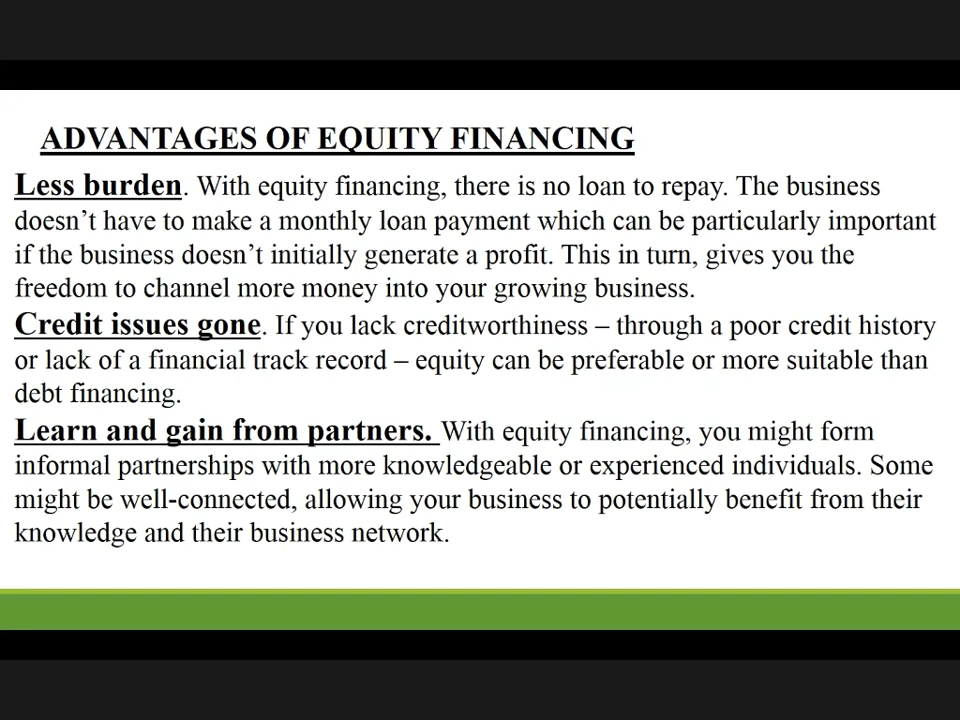 ADVANTAGES OF EQUITY FINANCING
Less burden. With equity financing, there is no loan to repay. The business
doesn’t have to make a monthly loan payment which can be particularly important
if the business doesn’t initially generate a profit. This in turn, gives you the
freedom to channel more money into your growing business.
Credit issues gone. If you lack creditworthiness – through a poor credit history
or lack of a financial track record – equity can be preferable or more suitable than
debt financing.
Learn and gain from partners. With equity financing, you might form
informal partnerships with more knowledgeable or experienced individuals. Some
might be well-connected, allowing your business to potentially benefit from their
knowledge and their business network.